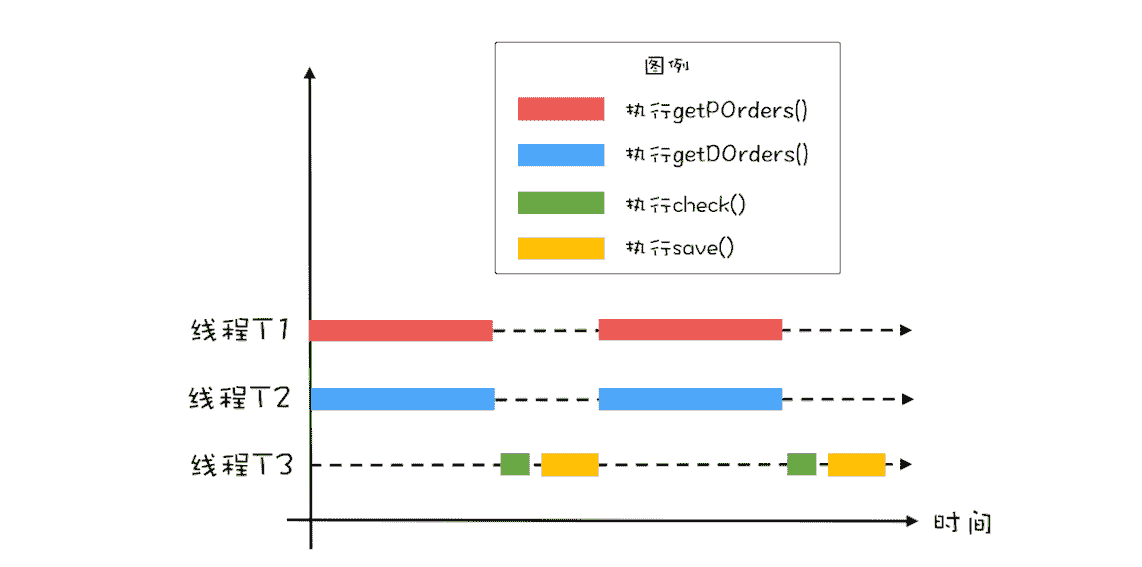 图例
执行getPOrders()
执行getDOrders()
执行check()
执行save()
线程T1
线程T2
线程T3
时间